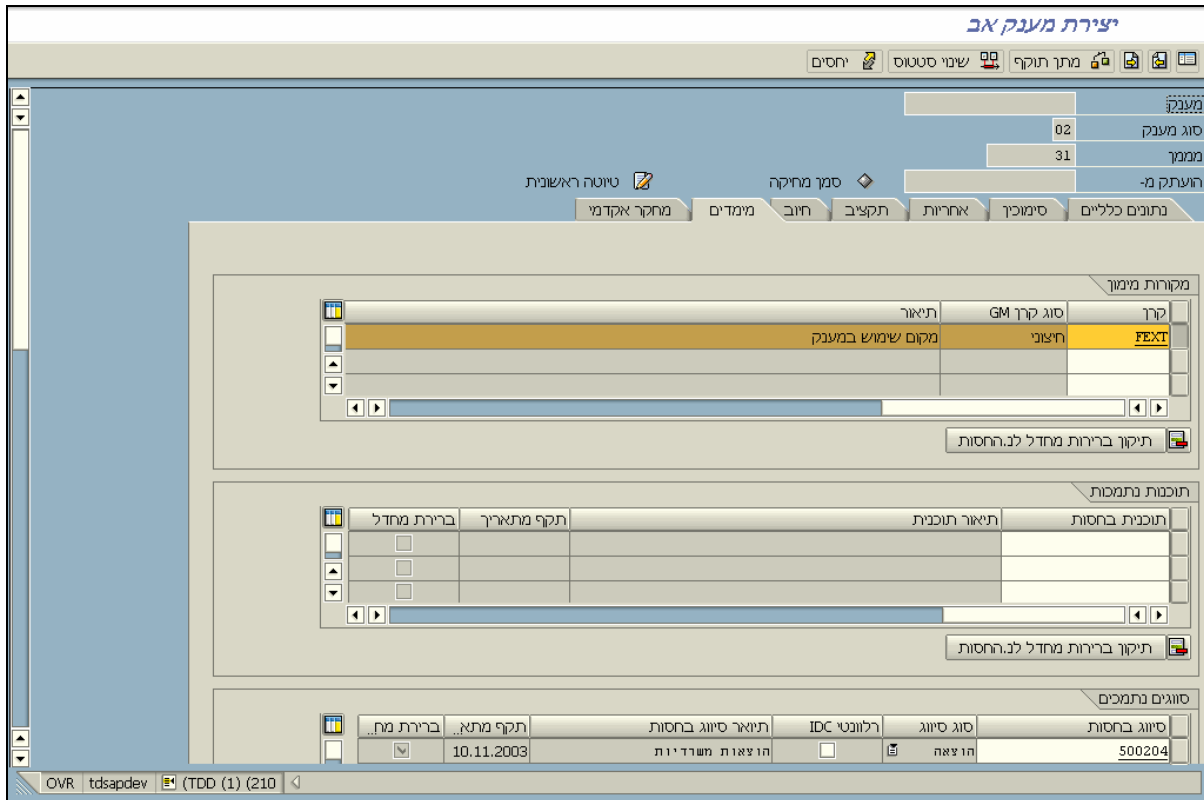 יצירת מענק אב
מתן תוקף שינוי סטטוס יחסים
מענק
סוג מענק 02
מממן 31
הועתק מ- סמן מחיקה טיוטה ראשונית
נתונים כלליים סימוכין אחריות תקציב חיוב מימדים מחקר אקדמי
מקורות מימון
קרן סוג קרן GM תיאור
FEXT חיצוני מקום שימוש במענק
תיקון ברירות מחדל לנ.החסות
תוכנות נתמכות
תוכנית בחסות תיאור תוכנית תקף מתאריך ברירת מחדל
תיקון ברירות מחדל לנ.החסות
סווגים נתמכים
סיווג בחסות סוג סיווג רלוונטי IDC תיואר סיווג בחסות תקף מתא.. ברירת מח..
500204 הוצאה הוצאות משרדיות 10.11.2003
OVR tdsapdev (TDD (1) (210